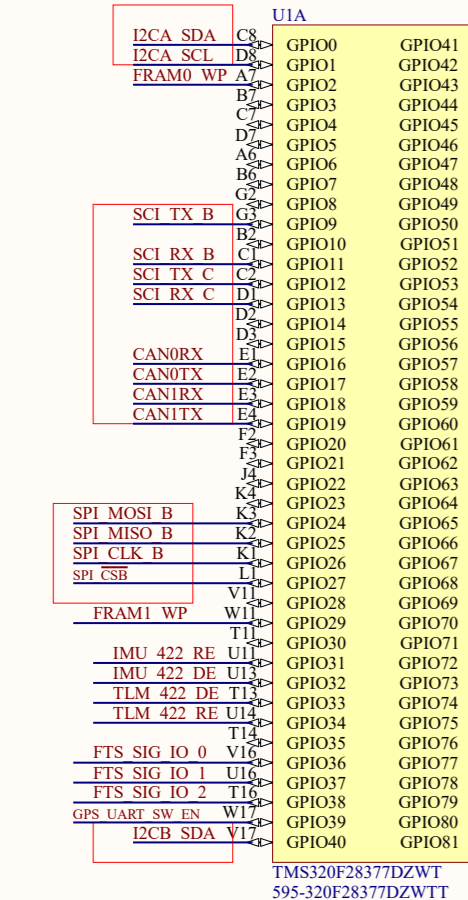 U1A
I2CA_SDA C8 GPIO0 GPIO41
I2CA_SCL D8 GPIO1 GPIO42
FRAM0_WP A7 GPIO2 GPIO43
B7 GPIO3 GPIO44
C7 GPIO4 GPIO45
D7 GPIO5 GPIO46
A6 GPIO6 GPIO47
B6 GPIO7 GPIO48
G2 GPIO8 GPIO49
SCI_TX_B G3 GPIO9 GPIO50
B2 GPIO10 GPIO51
SCI_RX_B C1 GPIO11 GPIO52
SCI_TX_C C2 GPIO12 GPIO53
SCI_RX_C D1 GPIO13 GPIO54
D2 GPIO14 GPIO55
D3 GPIO15 GPIO56
CAN0RX E1 GPIO16 GPIO57
CAN0TX E2 GPIO17 GPIO58
CAN1RX E3 GPIO18 GPIO59
CAN1TX E4 GPIO19 GPIO60
F2 GPIO20 GPIO61
F3 GPIO21 GPIO62
J4 GPIO22 GPIO63
K4 GPIO23 GPIO64
SPI_MOSI_B K3 GPIO24 GPIO65
SPI_MISO_B K2 GPIO25 GPIO66
SPI_CLK_B K1 GPIO26 GPIO67
SPI_CSB L1 GPIO27 GPIO68
V11 GPIO28 GPIO69
FRAM1_WP W11 GPIO29 GPIO70
T11 GPIO30 GPIO71
IMU_422_RE U11 GPIO31 GPIO72
IMU_422_DE U13 GPIO32 GPIO73
TLM_422_DE T13 GPIO33 GPIO74
TLM_422_RE U14 GPIO34 GPIO75
T14 GPIO35 GPIO76
FTS_SIG_IO_0 V16 GPIO36 GPIO77
FTS_SIG_IO_1 U16 GPIO37 GPIO78
FTS_SIG_IO_2 T16 GPIO38 GPIO79
GPS_UART_SW_EN W17 GPIO39 GPIO80
I2CB_SDA V17 GPIO40 GPIO81
TMS320F28377DZWT
595-320F28377DZWTT